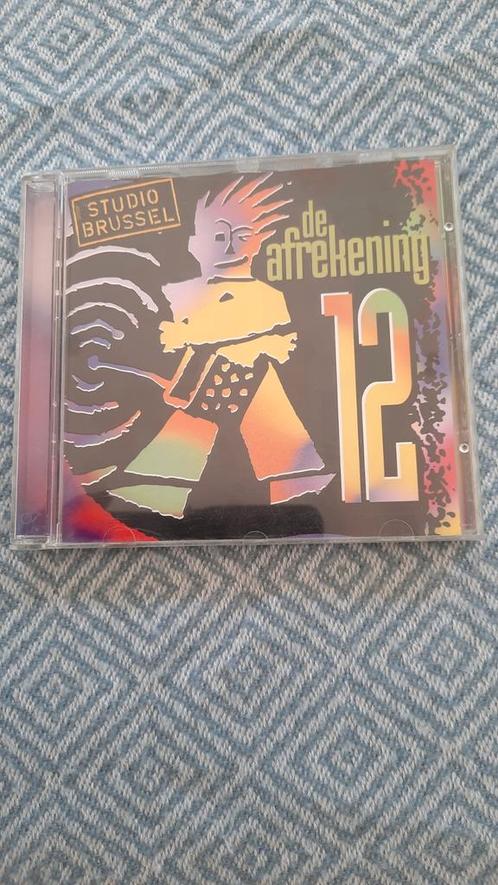 STUDIO
BRUSSEL
de
afrekening
12